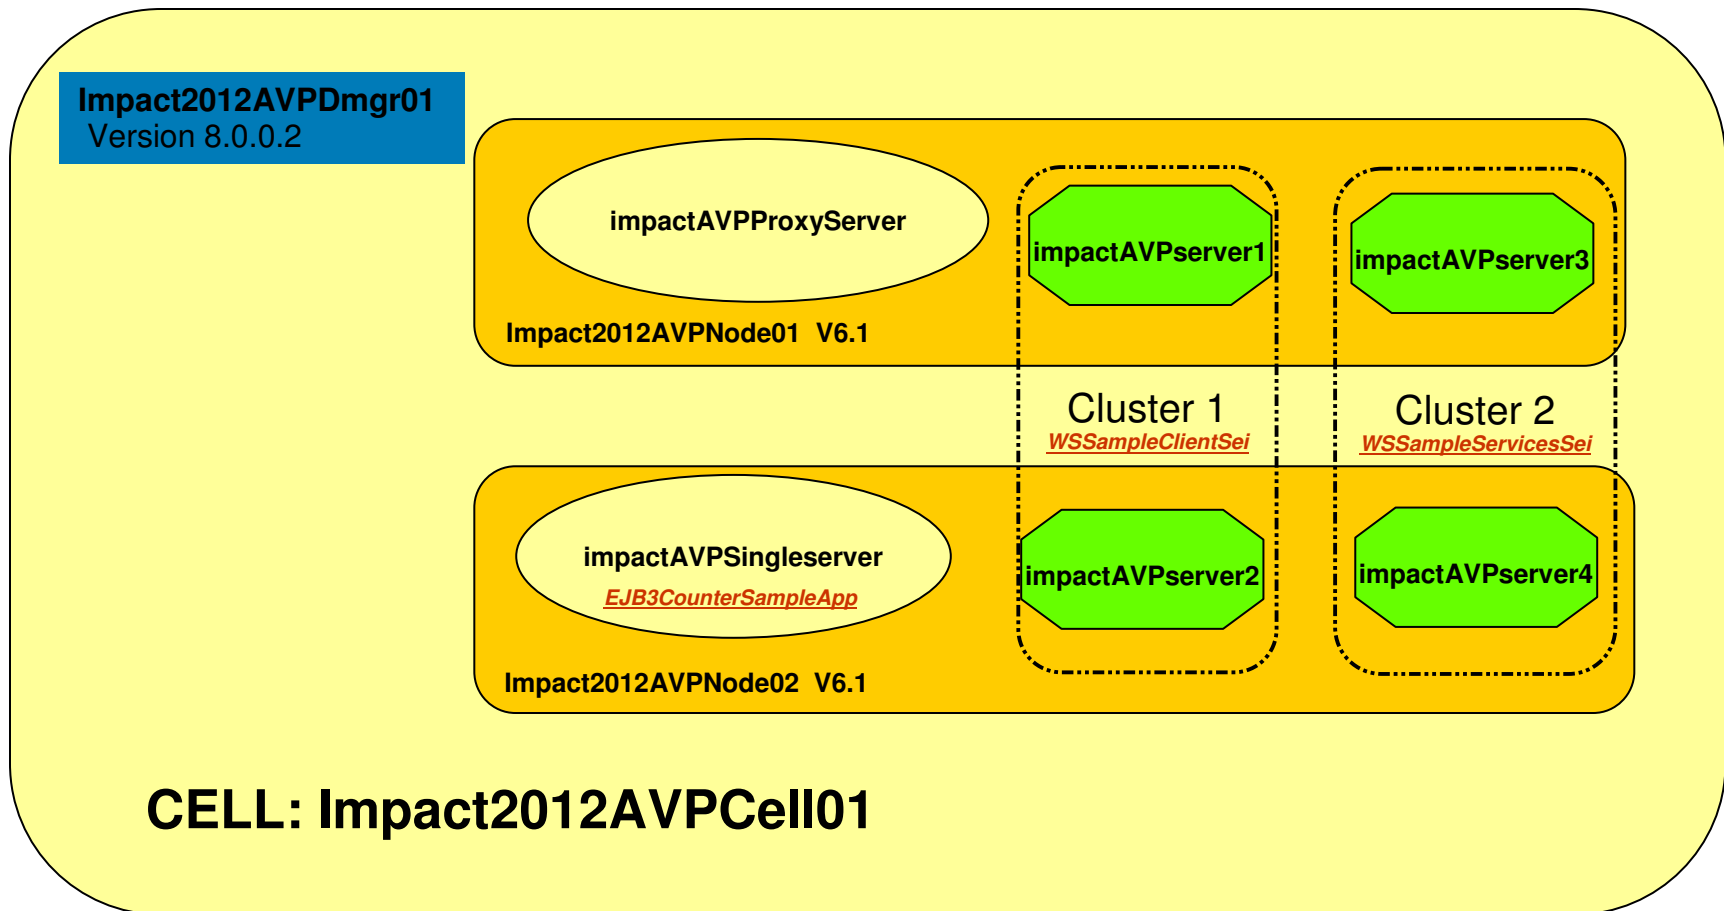 Impact2012AVPDmgr01
Version 8.0.0.2
impactAVPProxyServer
impactAVPserver1
impactAVPserver3
Impact2012AVPNode01 V6.1
Cluster 1
WSSampleClientSei
Cluster 2
WSSampleServicesSei
impactAVPSingleserver
EJB3CounterSampleApp
impactAVPserver2
impactAVPserver4
Impact2012AVPNode02 V6.1
CELL: Impact2012AVPCell01